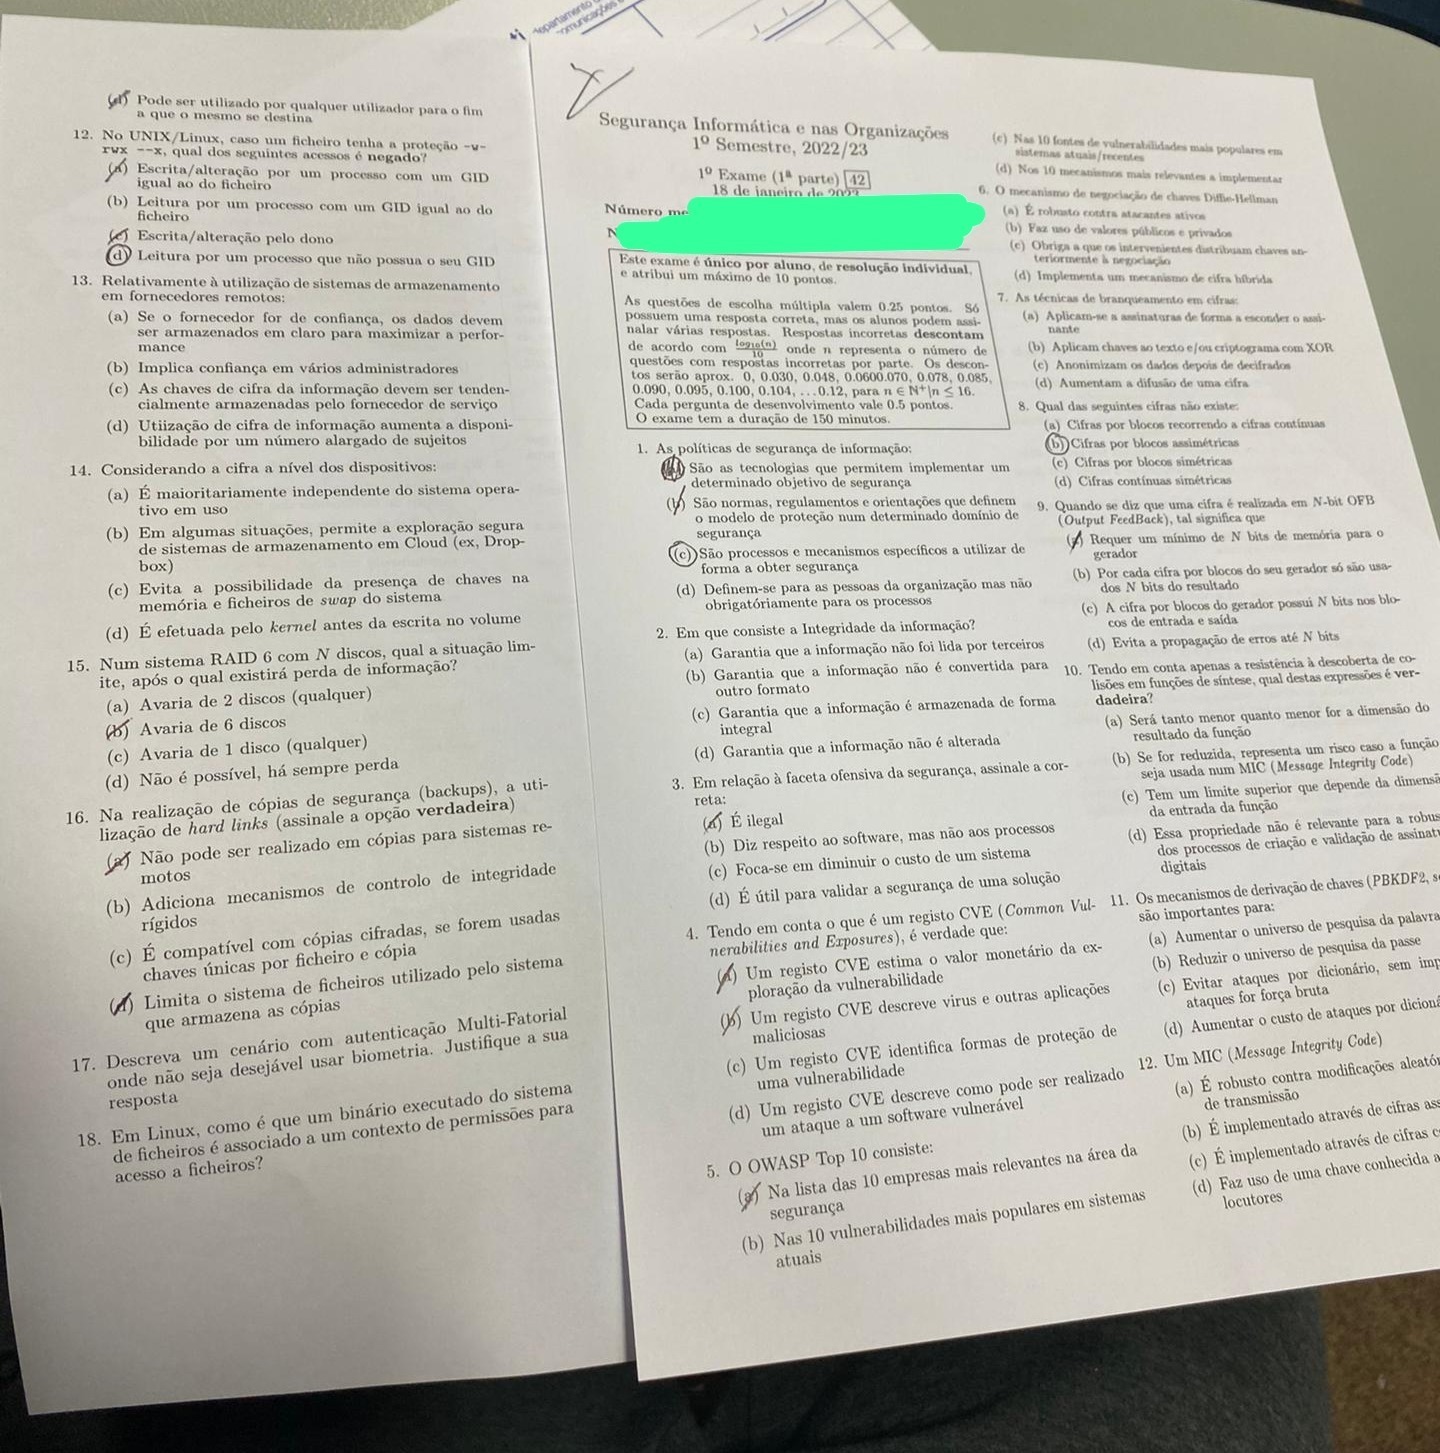 (d) Pode ser utilizado por qualquer utilizador para o fim
a que o mesmo se destina
12. No UNIX/Linux, caso um ficheiro tenha a proteção -w-
rwx --x, qual dos seguintes acessos é negado?
(a) Escrita/alteração por um processo com um GID
igual ao do ficheiro
(b) Leitura por um processo com um GID igual ao do
ficheiro
(c) Escrita/alteração pelo dono
(d) Leitura por um processo que não possua o seu GID
13. Relativamente à utilização de sistemas de armazenamento
em fornecedores remotos:
(a) Se o fornecedor for de confiança, os dados devem
ser armazenados em claro para maximizar a perfor-
mance
(b) Implica confiança em vários administradores
(c) As chaves de cifra da informação devem ser tenden-
cialmente armazenadas pelo fornecedor de serviço
(d) Utiização de cifra de informação aumenta a disponi-
bilidade por um número alargado de sujeitos
14. Considerando a cifra a nível dos dispositivos:
(a) É maioritariamente independente do sistema opera-
tivo em uso
(b) Em algumas situações, permite a exploração segura
de sistemas de armazenamento em Cloud (ex, Drop-
box)
(c) Evita a possibilidade da presença de chaves na
memória e ficheiros de swap do sistema
(d) É efetuada pelo kernel antes da escrita no volume
15. Num sistema RAID 6 com N discos, qual a situação lim-
ite, após o qual existirá perda de informação?
(a) Avaria de 2 discos (qualquer)
(b) Avaria de 6 discos
(c) Avaria de 1 disco (qualquer)
(d) Não é possível, há sempre perda
16. Na realização de cópias de segurança (backups), a uti-
lização de hard links (assinale a opção verdadeira)
(a) Não pode ser realizado em cópias para sistemas re-
motos
(b) Adiciona mecanismos de controlo de integridade
rígidos
(c) É compatível com cópias cifradas, se forem usadas
chaves únicas por ficheiro e cópia
(d) Limita o sistema de ficheiros utilizado pelo sistema
que armazena as cópias
17. Descreva um cenário com autenticação Multi-Fatorial
onde não seja desejável usar biometria. Justifique a sua
resposta
18. Em Linux, como é que um binário executado do sistema
de ficheiros é associado a um contexto de permissões para
acesso a ficheiros?
Segurança Informática e nas Organizações
1º Semestre, 2022/23
1º Exame (1ª parte) 42
18 de janeiro de 2023
Número
N
Este exame é único por aluno, de resolução individual,
e atribui um máximo de 10 pontos.
As questões de escolha múltipla valem 0.25 pontos. Só
possuem uma resposta correta, mas os alunos podem assi-
nalar várias respostas. Respostas incorretas descontam
de acordo com log10(n)/10 onde n representa o número de
questões com respostas incorretas por parte. Os descon-
tos serão aprox. 0, 0.030, 0.048, 0.0600.070, 0.078, 0.085,
0.090, 0.095, 0.100, 0.104, ...0.12, para n ∈ N⁺|n ≤ 16.
Cada pergunta de desenvolvimento vale 0.5 pontos.
O exame tem a duração de 150 minutos.
1. As políticas de segurança de informação:
(a) São as tecnologias que permitem implementar um
determinado objetivo de segurança
(b) São normas, regulamentos e orientações que definem
o modelo de proteção num determinado domínio de
segurança
(c) São processos e mecanismos específicos a utilizar de
forma a obter segurança
(d) Definem-se para as pessoas da organização mas não
obrigatóriamente para os processos
2. Em que consiste a Integridade da informação?
(a) Garantia que a informação não foi lida por terceiros
(b) Garantia que a informação não é convertida para
outro formato
(c) Garantia que a informação é armazenada de forma
integral
(d) Garantia que a informação não é alterada
3. Em relação à faceta ofensiva da segurança, assinale a cor-
reta:
(a) É ilegal
(b) Diz respeito ao software, mas não aos processos
(c) Foca-se em diminuir o custo de um sistema
(d) É útil para validar a segurança de uma solução
4. Tendo em conta o que é um registo CVE (Common Vul-
nerabilities and Exposures), é verdade que:
(a) Um registo CVE estima o valor monetário da ex-
ploração da vulnerabilidade
(b) Um registo CVE descreve virus e outras aplicações
maliciosas
(c) Um registo CVE identifica formas de proteção de
uma vulnerabilidade
(d) Um registo CVE descreve como pode ser realizado
um ataque a um software vulnerável
5. O OWASP Top 10 consiste:
(a) Na lista das 10 empresas mais relevantes na área da
segurança
(b) Nas 10 vulnerabilidades mais populares em sistemas
atuais
(c) Nas 10 fontes de vulnerabilidades mais populares em
sistemas atuais/recentes
(d) Nos 10 mecanismos mais relevantes a implementar
6. O mecanismo de negociação de chaves Diffie-Hellman
(a) É robusto contra atacantes ativos
(b) Faz uso de valores públicos e privados
(c) Obriga a que os intervenientes distribuam chaves an-
teriormente à negociação
(d) Implementa um mecanismo de cifra híbrida
7. As técnicas de branqueamento em cifras:
(a) Aplicam-se a assinaturas de forma a esconder o assi-
nante
(b) Aplicam chaves ao texto e/ou criptograma com XOR
(c) Anonimizam os dados depois de decifrados
(d) Aumentam a difusão de uma cifra
8. Qual das seguintes cifras não existe:
(a) Cifras por blocos recorrendo a cifras contínuas
(b) Cifras por blocos assimétricas
(c) Cifras por blocos simétricas
(d) Cifras contínuas simétricas
9. Quando se diz que uma cifra é realizada em N-bit OFB
(Output FeedBack), tal significa que
(a) Requer um mínimo de N bits de memória para o
gerador
(b) Por cada cifra por blocos do seu gerador só são usa-
dos N bits do resultado
(c) A cifra por blocos do gerador possui N bits nos blo-
cos de entrada e saída
(d) Evita a propagação de erros até N bits
10. Tendo em conta apenas a resistência à descoberta de co-
lisões em funções de síntese, qual destas expressões é ver-
dadeira?
(a) Será tanto menor quanto menor for a dimensão do
resultado da função
(b) Se for reduzida, representa um risco caso a função
seja usada num MIC (Message Integrity Code)
(c) Tem um limite superior que depende da dimensã
da entrada da função
(d) Essa propriedade não é relevante para a robus
dos processos de criação e validação de assinat
digitais
11. Os mecanismos de derivação de chaves (PBKDF2, s
são importantes para:
(a) Aumentar o universo de pesquisa da palavra
(b) Reduzir o universo de pesquisa da passe
(c) Evitar ataques por dicionário, sem imp
ataques for força bruta
(d) Aumentar o custo de ataques por dicion
12. Um MIC (Message Integrity Code)
(a) É robusto contra modificações aleató
de transmissão
(b) É implementado através de cifras ass
(c) É implementado através de cifras c
(d) Faz uso de uma chave conhecida a
locutores